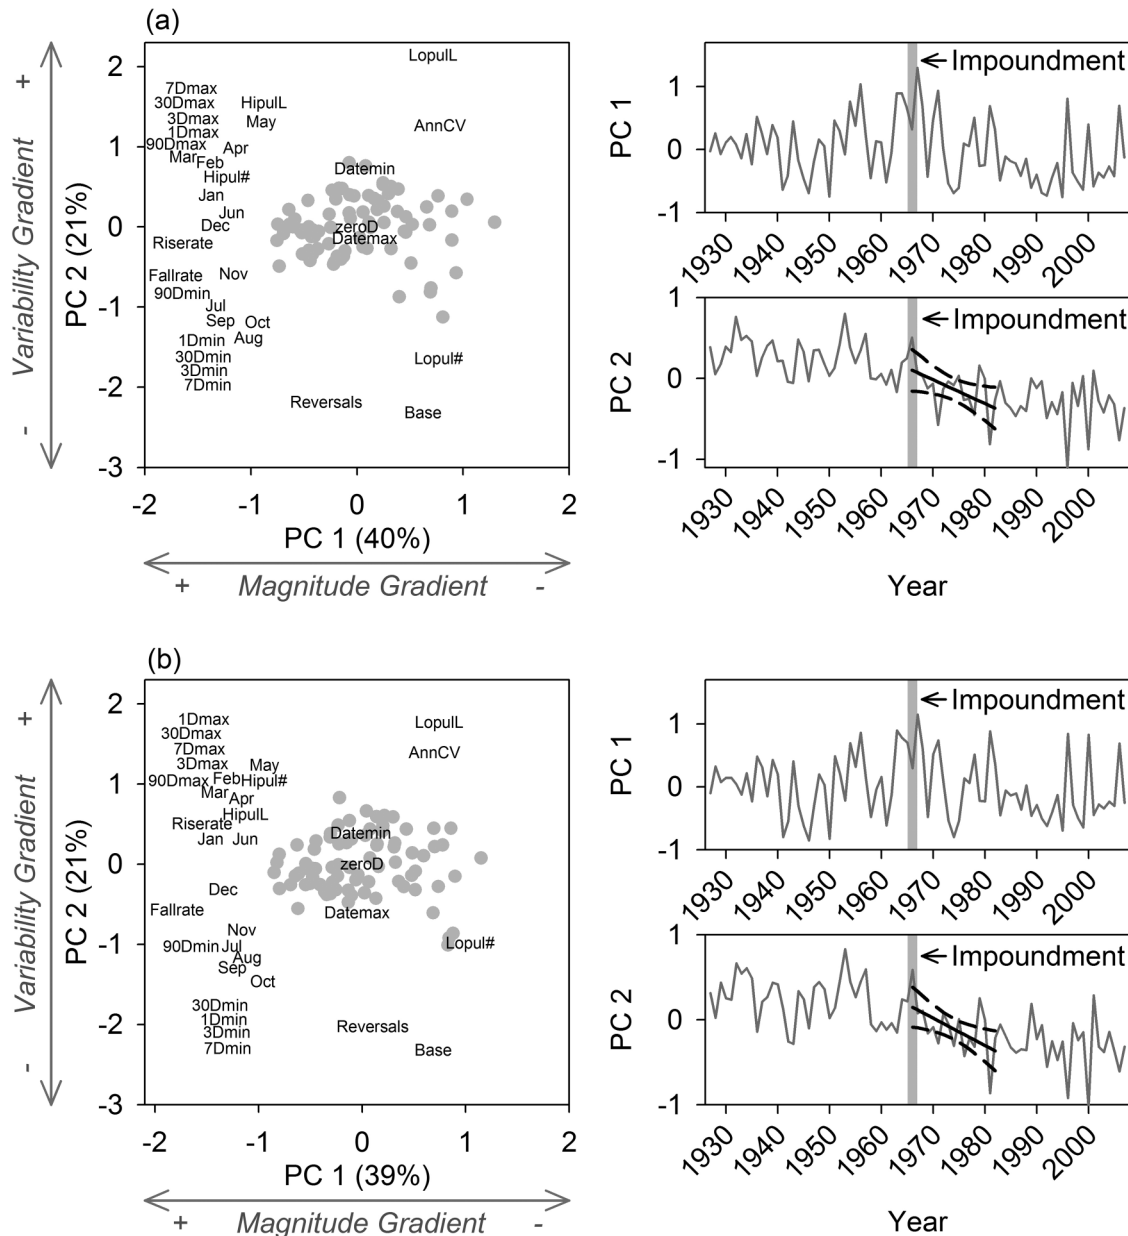 (a)
Variability Gradient
+
-
PC 2 (21%)
2
1
0
-1
-2
-3
LopulL
7Dmax
30Dmax
HipulL
3Dmax
May
AnnCV
1Dmax
90Dmax
Apr
Mar
Feb
Datemin
Hipul#
Jan
Jun
Dec
zeroD
Riserate
Datemax
Fallrate
Nov
90Dmin
Jul
Sep
Oct
1Dmin
Aug
30Dmin
Lopul#
3Dmin
7Dmin
Reversals
Base
-2
-1
0
1
2
PC 1 (40%)
+ Magnitude Gradient -
PC 1
1
0
-1
Impoundment
1930
1940
1950
1960
1970
1980
1990
2000
PC 2
1
0
-1
Impoundment
1930
1940
1950
1960
1970
1980
1990
2000
Year
(b)
Variability Gradient
+
-
PC 2 (21%)
2
1
0
-1
-2
-3
1Dmax
LopulL
30Dmax
7Dmax
AnnCV
3Dmax
May
90Dmax
Feb
Hipul#
Mar
Apr
HipulL
Riserate
Datemin
Jan
Jun
zeroD
Dec
Fallrate
Datemax
Nov
90Dmin
Jul
Lopul#
Aug
Sep
Oct
30Dmin
1Dmin
Reversals
3Dmin
7Dmin
Base
-2
-1
0
1
2
PC 1 (39%)
+ Magnitude Gradient -
PC 1
1
0
-1
Impoundment
1930
1940
1950
1960
1970
1980
1990
2000
PC 2
1
0
-1
Impoundment
1930
1940
1950
1960
1970
1980
1990
2000
Year